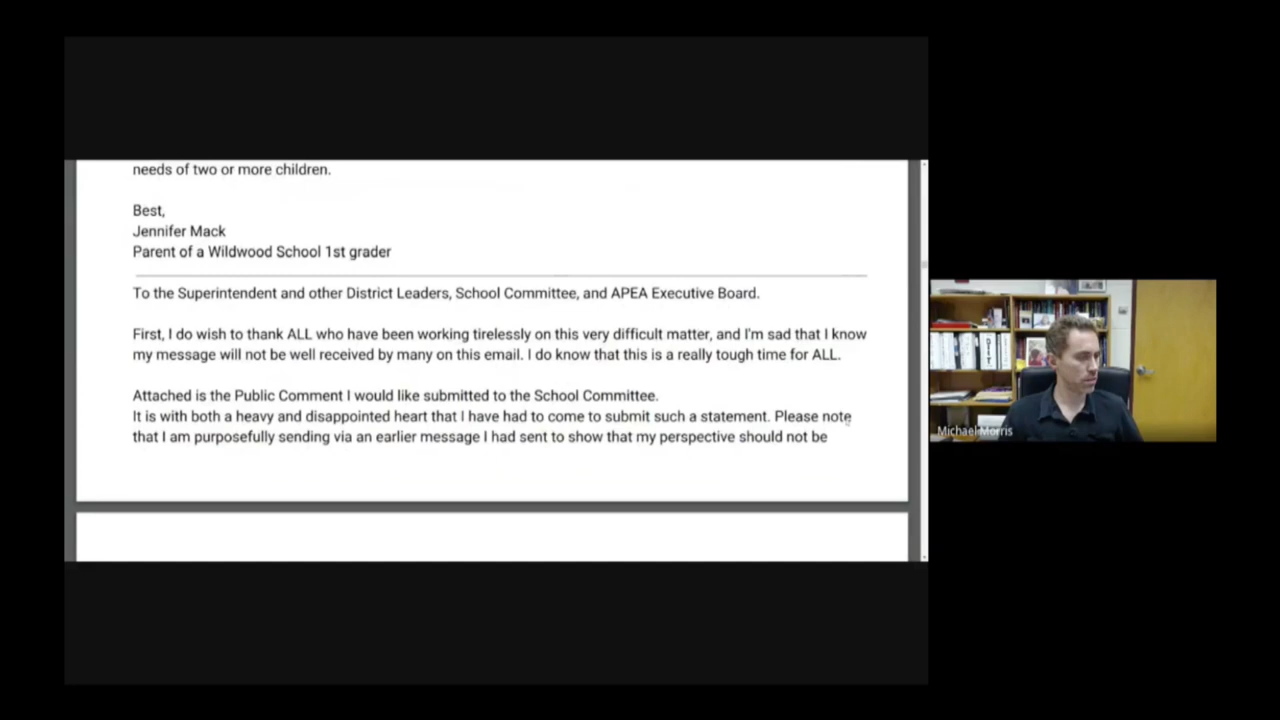 needs of two or more children.
Best,
Jennifer Mack
Parent of a Wildwood School 1st grader
To the Superintendent and other District Leaders, School Committee, and APEA Executive Board.
First, I do wish to thank ALL who have been working tirelessly on this very difficult matter, and I'm sad that I know
my message will not be well received by many on this email. I do know that this is a really tough time for ALL.
Attached is the Public Comment I would like submitted to the School Committee.
It is with both a heavy and disappointed heart that I have had to come to submit such a statement. Please note
that I am purposefully sending via an earlier message I had sent to show that my perspective should not be
Michael Morris